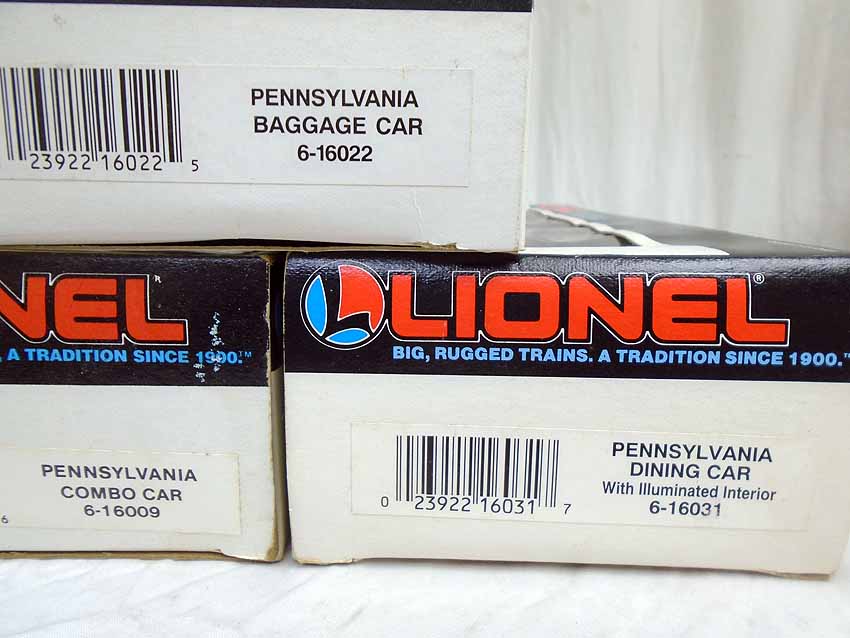 PENNSYLVANIA
BAGGAGE CAR
6-16022
23922 16022 5
NEL R
, A TRADITION SINCE 1900.™
PENNSYLVANIA
COMBO CAR
6-16009
6
LIONEL ®
BIG, RUGGED TRAINS. A TRADITION SINCE 1900.™
0 23922 16031 7
PENNSYLVANIA
DINING CAR
With Illuminated Interior
6-16031